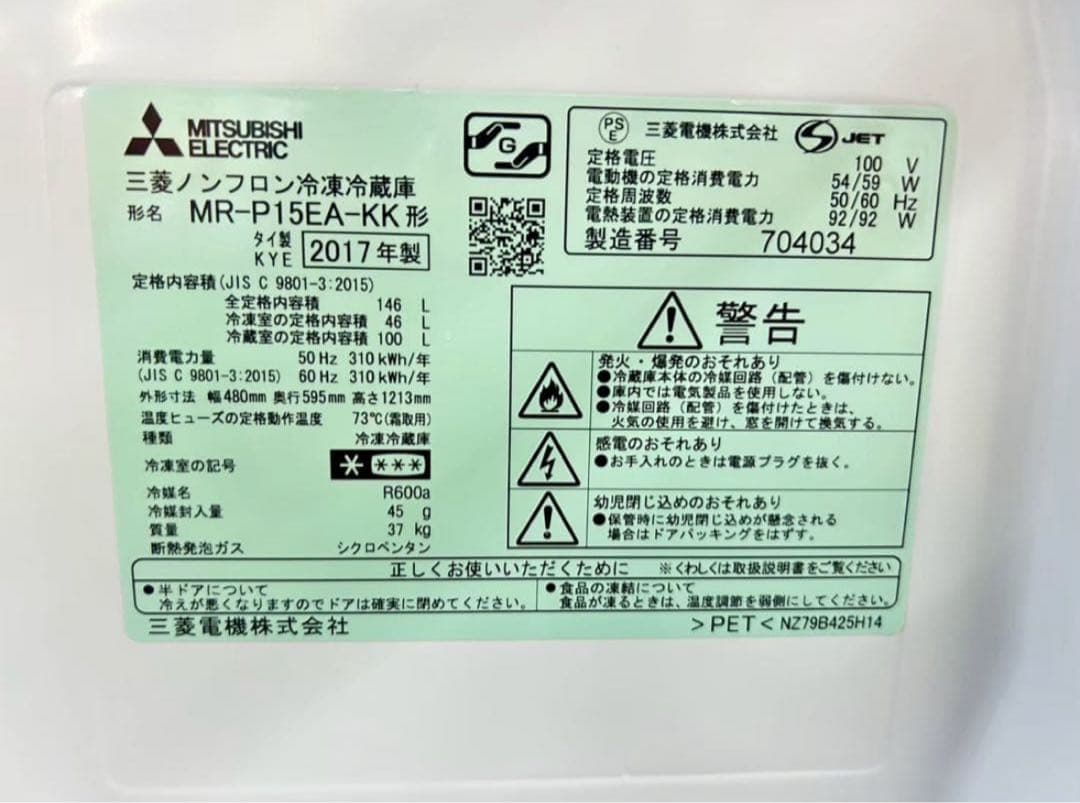 MITSUBISHI
ELECTRIC
三菱ノンフロン冷凍冷蔵庫
形名 MR-P15EA-KK形
タイ製
KYE
2017年製
定格内容積(JIS C 9801-3:2015)
全定格内容積 146 L
冷凍室の定格内容積 46 L
冷蔵室の定格内容積 100 L
消費電力量 50 Hz 310 kWh/年
(JIS C 9801-3:2015) 60 Hz 310 kWh/年
外形寸法 幅480mm 奥行595mm 高さ1213mm
温度ヒューズの定格動作温度 73℃(霜取用)
種類 冷凍冷蔵庫
冷凍室の記号
冷媒名 R600a
冷媒封入量 45 g
質量 37 kg
断熱発泡ガス シクロペンタン
G
PS
E
三菱電機株式会社
JET
定格電圧 100 V
電動機の定格消費電力 54/59 W
定格周波数 50/60 Hz
電熱装置の定格消費電力 92/92 W
製造番号 704034
警告
発火・爆発のおそれあり
●冷蔵庫本体の冷媒回路(配管)を傷付けない。
●庫内では電気製品を使用しない。
●冷媒回路(配管)を傷付けたときは、
火気の使用を避け、窓を開けて換気する。
感電のおそれあり
●お手入れのときは電源プラグを抜く。
幼児閉じ込めのおそれあり
●保管時に幼児閉じ込めが懸念される
場合はドアパッキングをはずす。
正しくお使いいただくために ※くわしくは取扱説明書をご覧ください
●半ドアについて
冷えが悪くなりますのでドアは確実に閉めてください。
●食品の凍結について
食品が凍るときは、温度調節を弱側にしてください。
三菱電機株式会社
>PET< NZ79B425H14